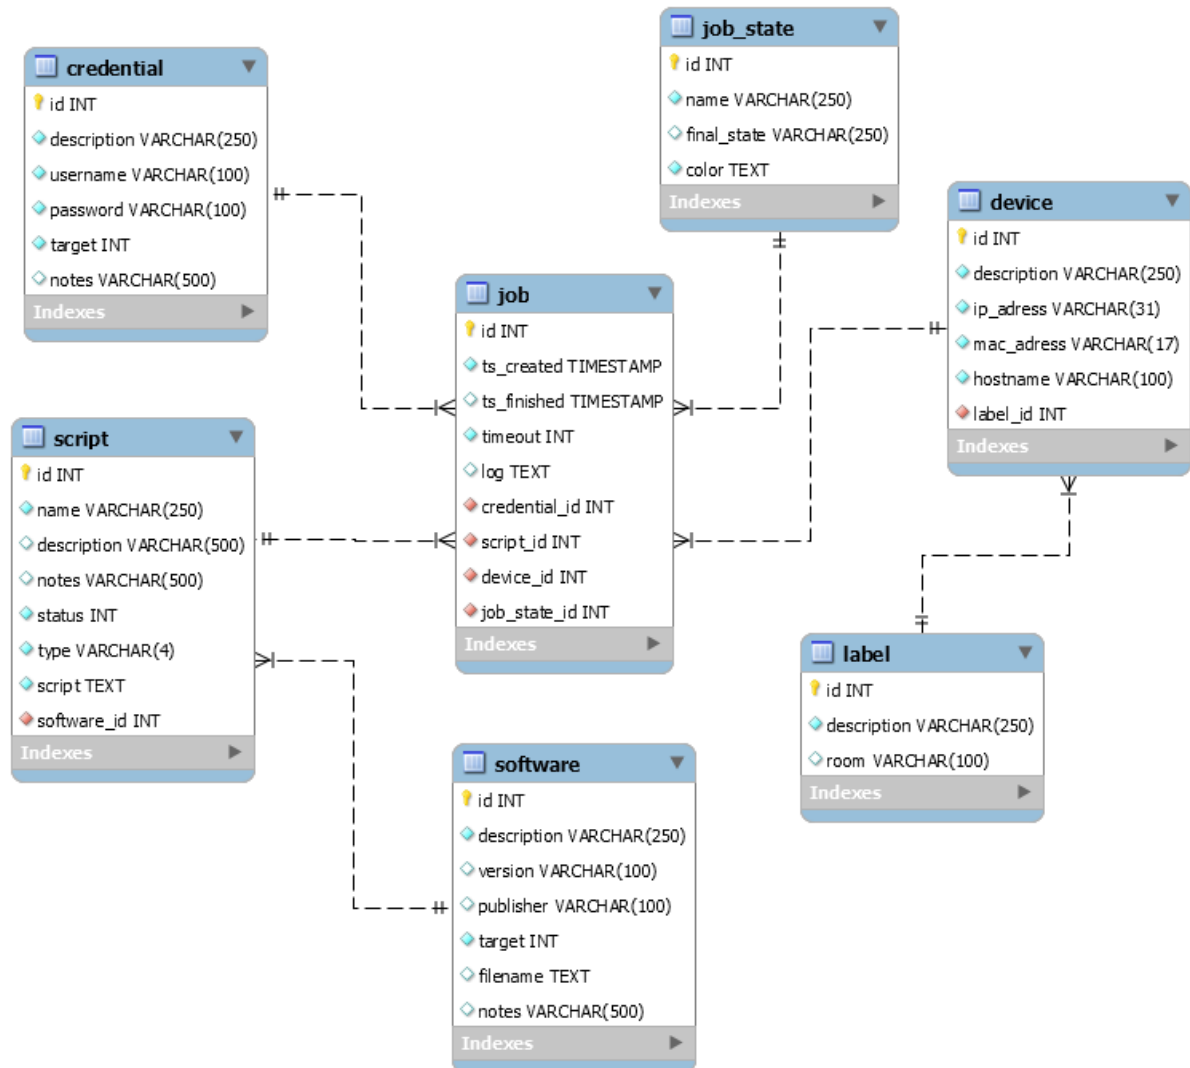 credential
id INT
description VARCHAR(250)
username VARCHAR(100)
password VARCHAR(100)
target INT
notes VARCHAR(500)
Indexes
job_state
id INT
name VARCHAR(250)
final_state VARCHAR(250)
color TEXT
Indexes
device
id INT
description VARCHAR(250)
ip_adress VARCHAR(31)
mac_adress VARCHAR(17)
hostname VARCHAR(100)
label_id INT
Indexes
job
id INT
ts_created TIMESTAMP
ts_finished TIMESTAMP
timeout INT
log TEXT
credential_id INT
script_id INT
device_id INT
job_state_id INT
Indexes
script
id INT
name VARCHAR(250)
description VARCHAR(500)
notes VARCHAR(500)
status INT
type VARCHAR(4)
script TEXT
software_id INT
Indexes
label
id INT
description VARCHAR(250)
room VARCHAR(100)
Indexes
software
id INT
description VARCHAR(250)
version VARCHAR(100)
publisher VARCHAR(100)
target INT
filename TEXT
notes VARCHAR(500)
Indexes